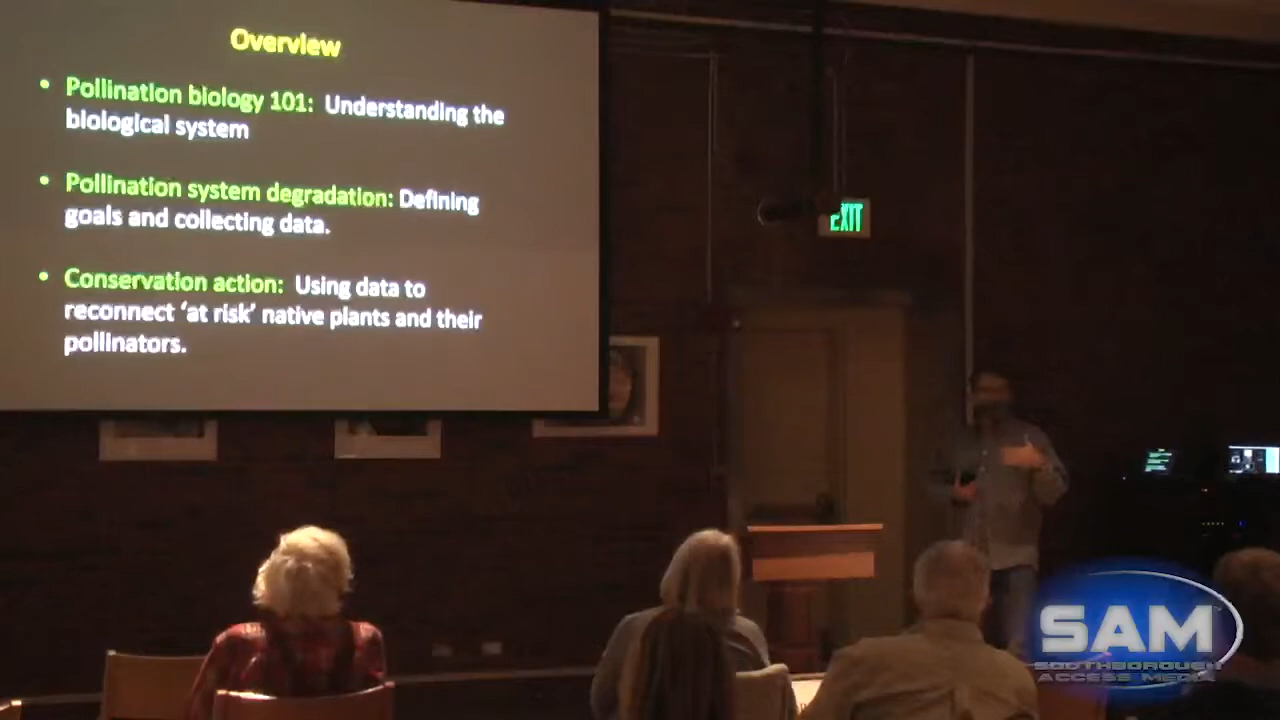 Overview
• Pollination biology 101: Understanding the
biological system
• Pollination system degradation: Defining
goals and collecting data.
• Conservation action: Using data to
reconnect ‘at risk’ native plants and their
pollinators.
EXIT
SAM
SOUTHBOROUGH
ACCESS MEDIA